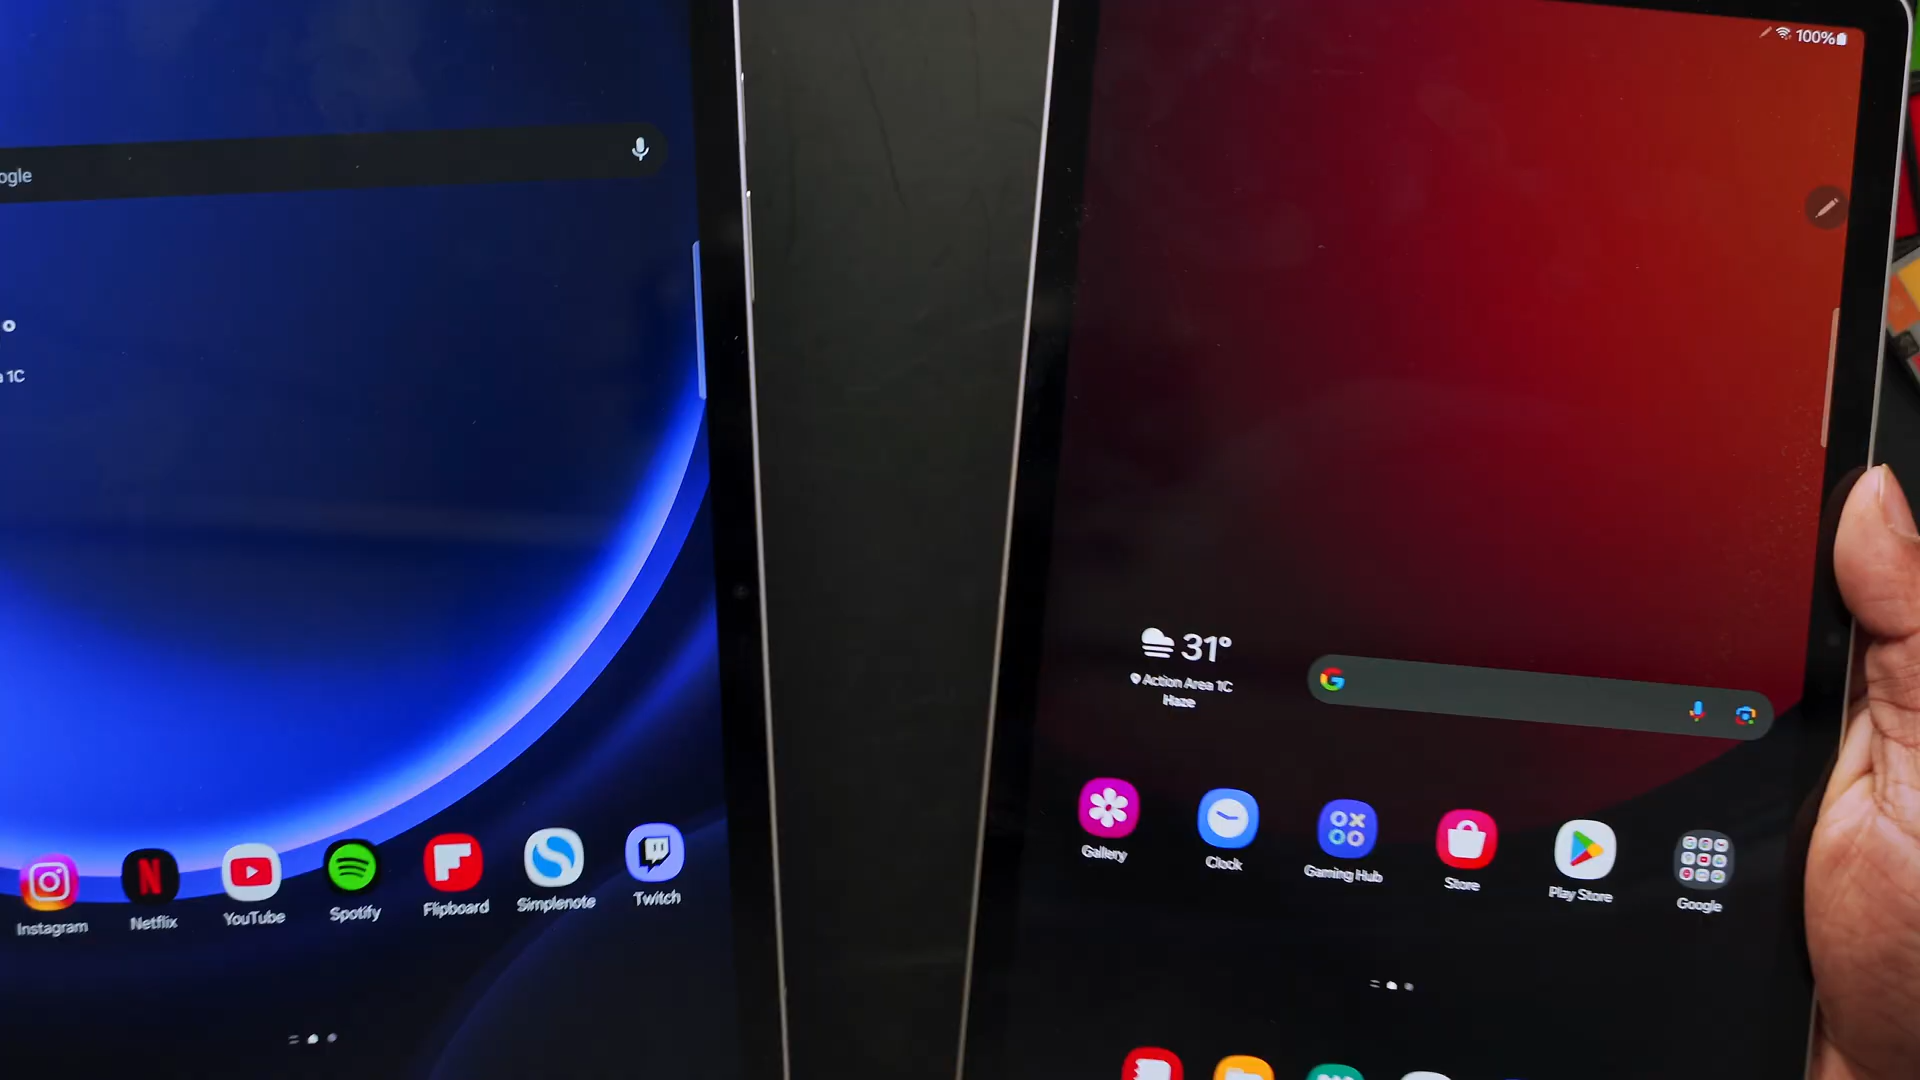 ogle
1C
Instagram
Netflix
YouTube
Spotify
Flipboard
Simplenote
Twitch
100%
31°
Action Area 1C
Haze
Gallery
Clock
Gaming Hub
Store
Play Store
Google